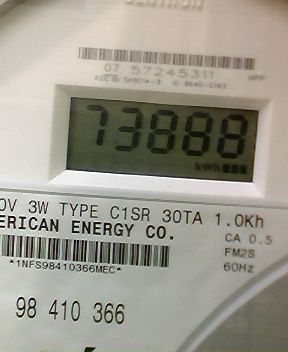 07 57245311
73888
kWh
0V 3W TYPE C1SR 30TA 1.0Kh
ERICAN ENERGY CO.
CA 0.5
FM2S
*1NFS98410366MEC*
60Hz
98 410 366